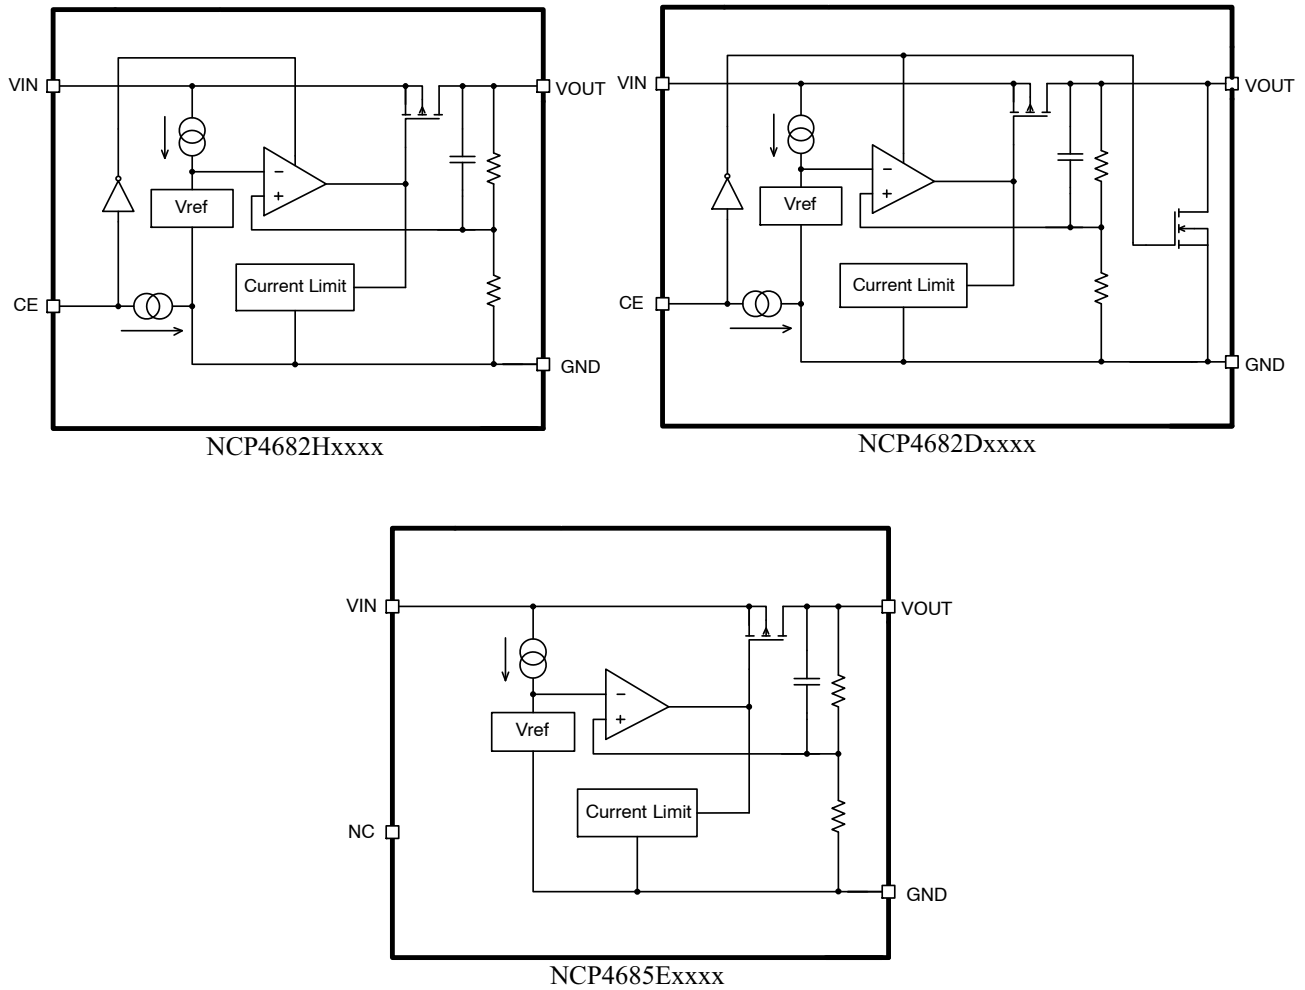 VIN
VOUT
−
Vref
+
Current Limit
CE
GND
NCP4682Hxxxx
VIN
VOUT
−
Vref
+
Current Limit
CE
GND
NCP4682Dxxxx
VIN
VOUT
−
Vref
+
Current Limit
NC
GND
NCP4685Exxxx